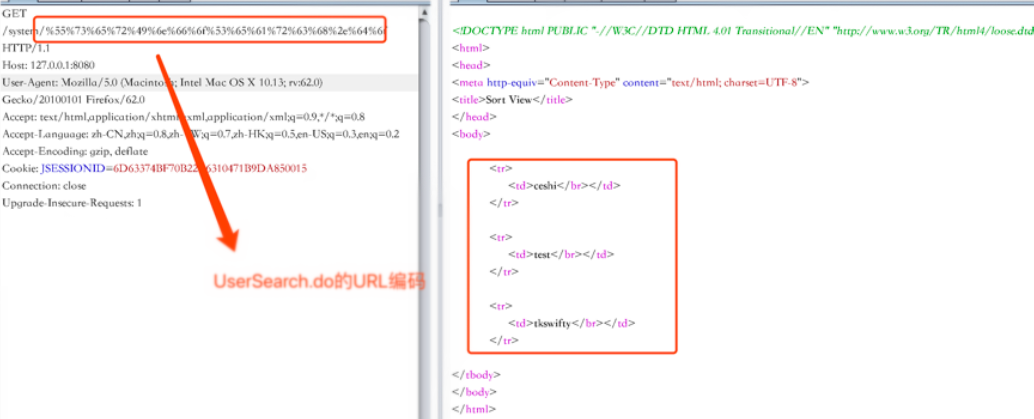 GET
/system/%55%73%65%72%49%6e%66%6f%53%65%61%72%63%68%2e%64%6f
HTTP/1.1
Host: 127.0.0.1:8080
User-Agent: Mozilla/5.0 (Macintosh; Intel Mac OS X 10.13; rv:62.0)
Gecko/20100101 Firefox/62.0
Accept: text/html,application/xhtml+xml,application/xml;q=0.9,*/*;q=0.8
Accept-Language: zh-CN,zh;q=0.8,zh-TW;q=0.7,zh-HK;q=0.5,en-US;q=0.3,en;q=0.2
Accept-Encoding: gzip, deflate
Cookie: 
Connection: close
Upgrade-Insecure-Requests: 1
UserSearch.do的URL编码
<!DOCTYPE html PUBLIC "-//W3C//DTD HTML 4.01 Transitional//EN" "http://www.w3.org/TR/html4/loose.dtd
<html>
<head>
<meta http-equiv="Content-Type" content="text/html; charset=UTF-8">
<title>Sort View</title>
</head>
<body>
<tr>
<td>ceshi</br></td>
</tr>
<tr>
<td>test</br></td>
</tr>
<tr>
<td>tkswifty</br></td>
</tr>
</tbody>
</body>
</html>